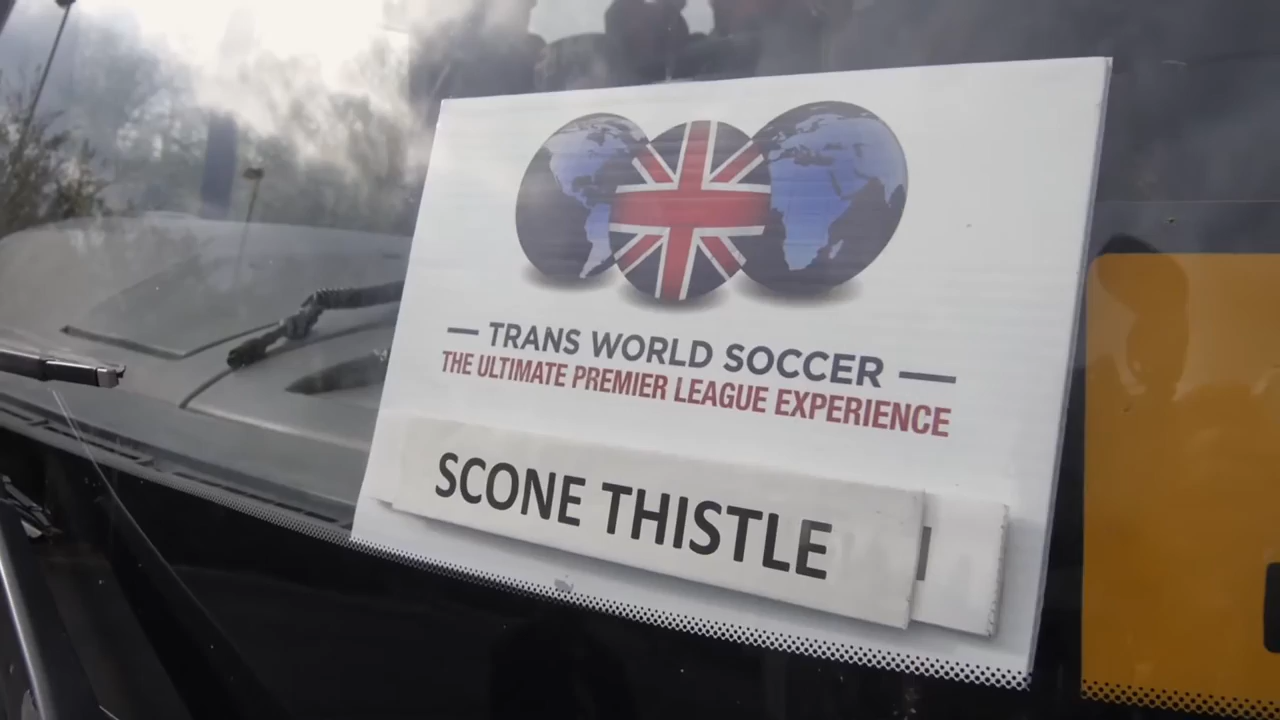 — TRANS WORLD SOCCER —
THE ULTIMATE PREMIER LEAGUE EXPERIENCE
SCONE THISTLE